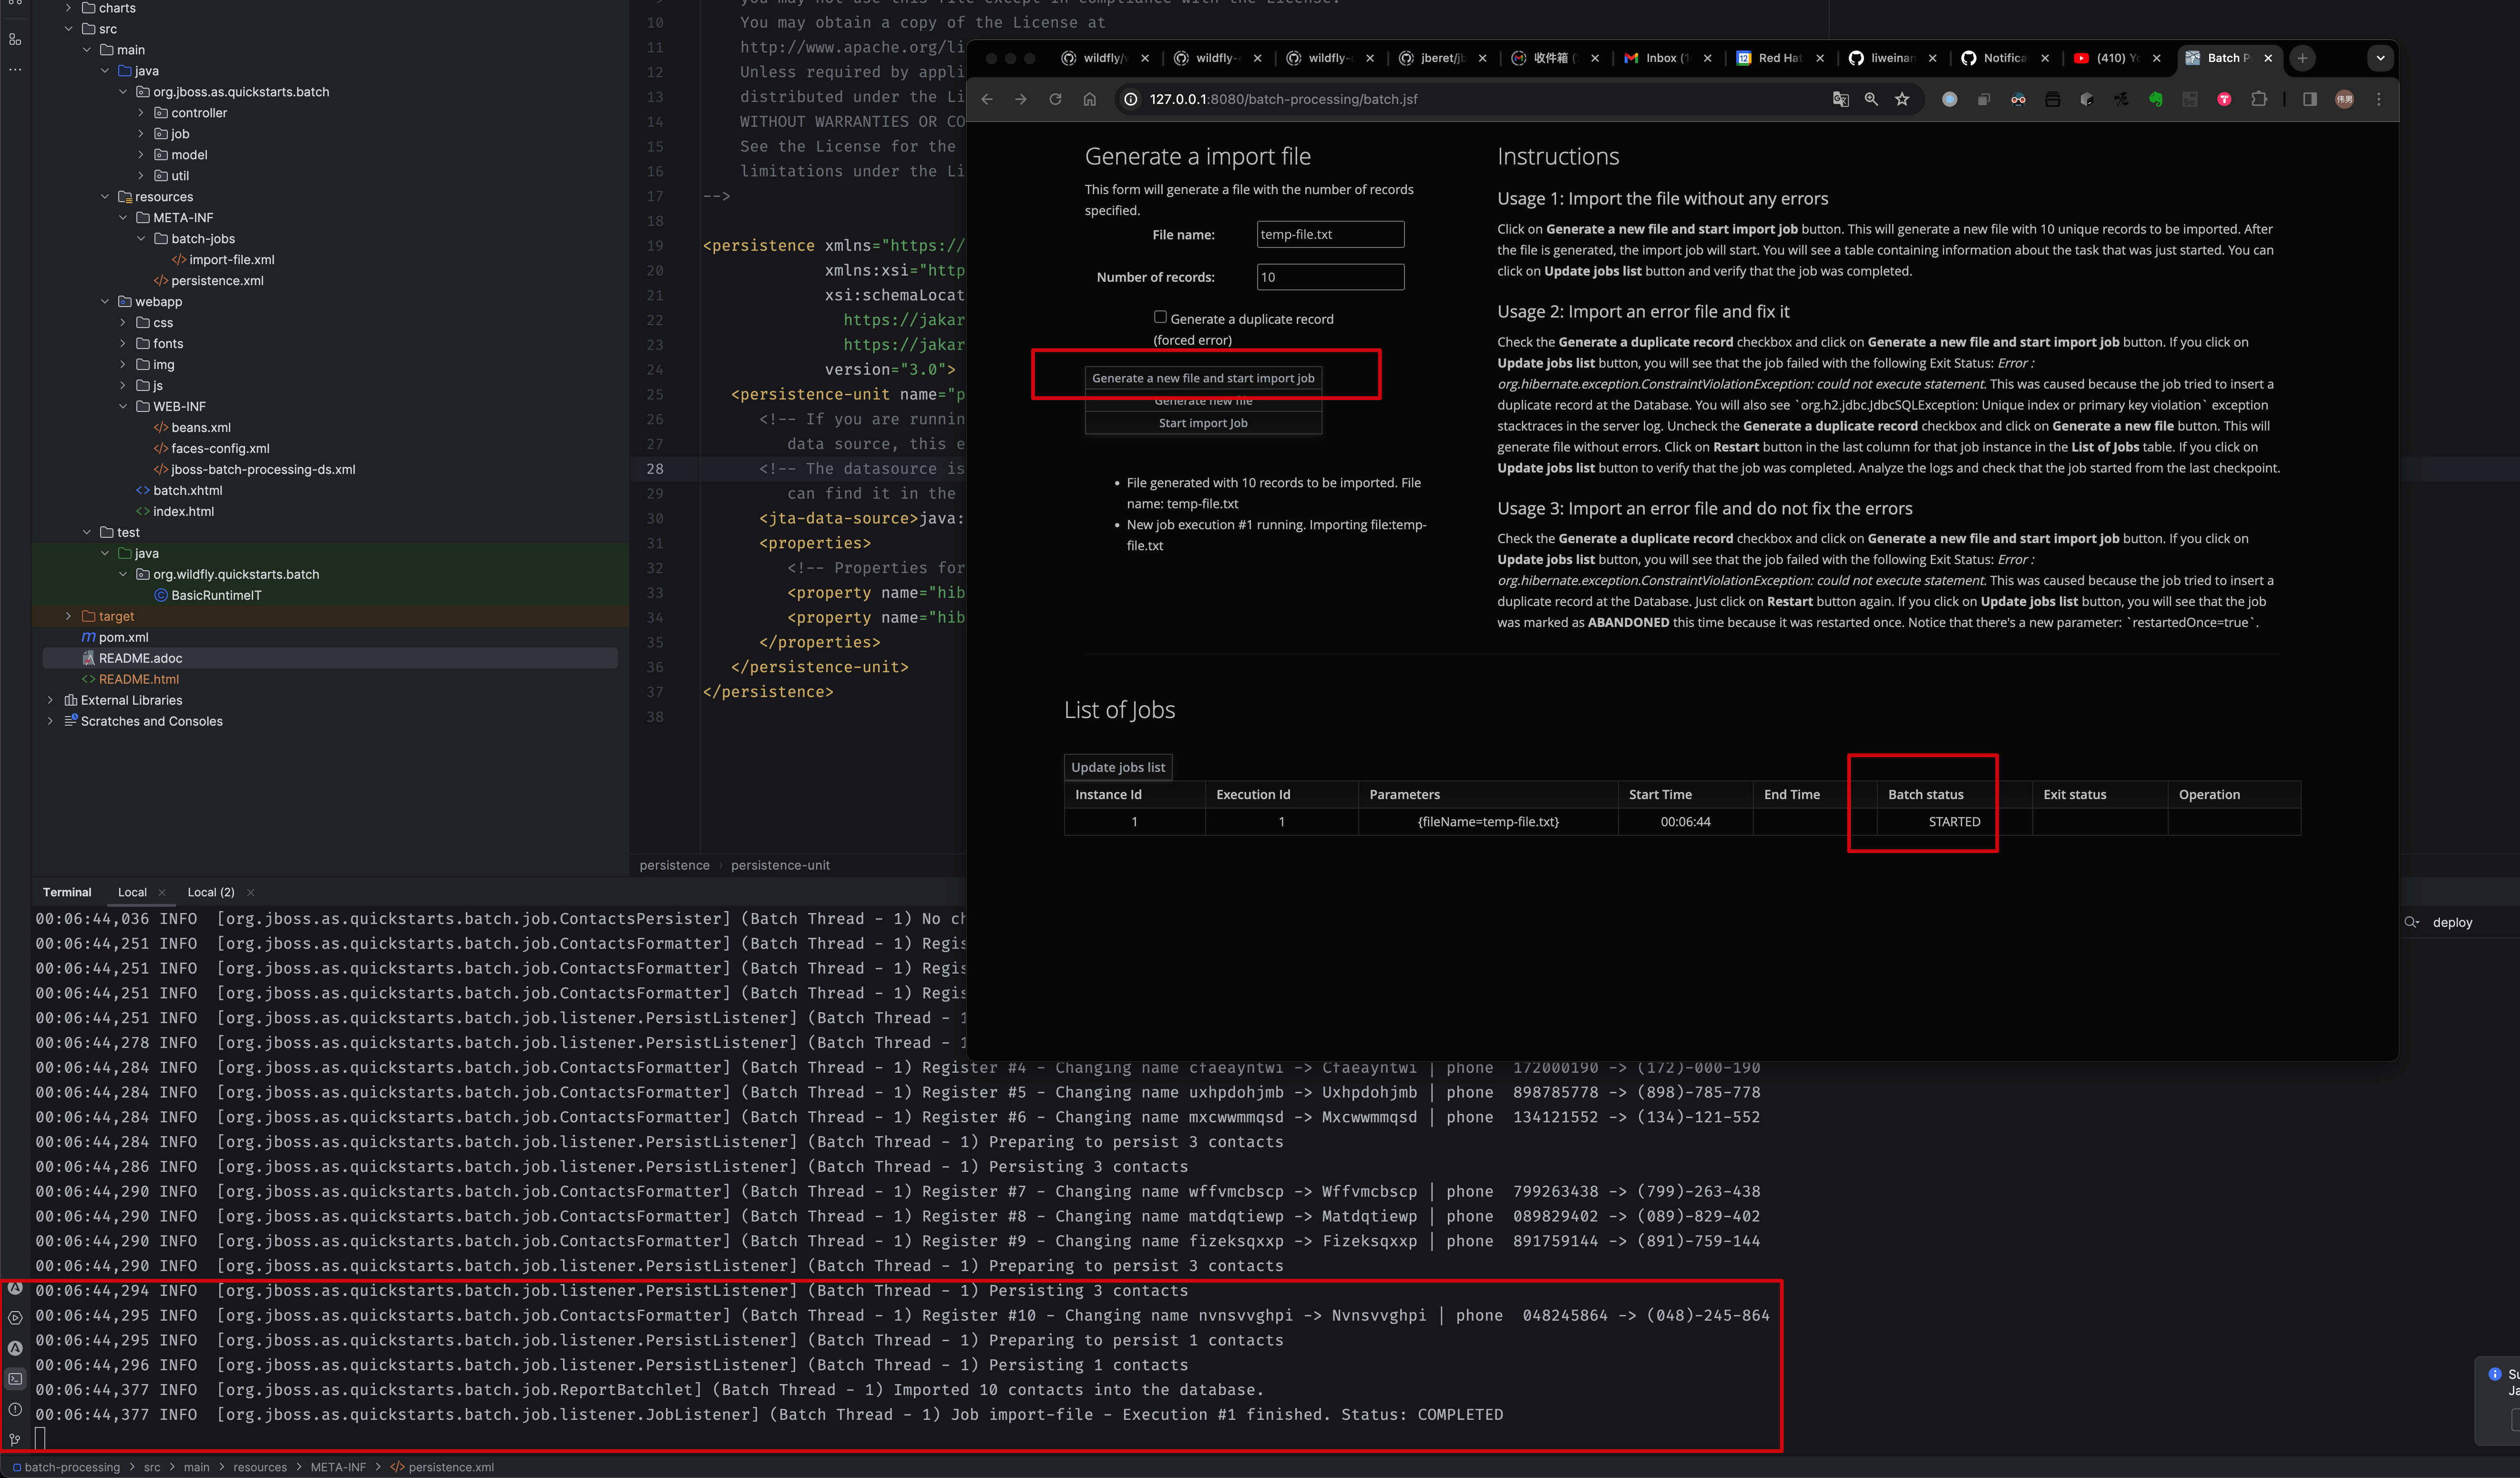 charts
src
main
java
org.jboss.as.quickstarts.batch
controller
job
model
util
resources
META-INF
batch-jobs
import-file.xml
persistence.xml
webapp
css
fonts
img
js
WEB-INF
beans.xml
faces-config.xml
jboss-batch-processing-ds.xml
batch.xhtml
index.html
test
java
org.wildfly.quickstarts.batch
BasicRuntimeIT
target
pom.xml
README.adoc
README.html
External Libraries
Scratches and Consoles
10 You may obtain a copy of the License at
11 http://www.apache.org/li
12 Unless required by appli
13 distributed under the Li
14 WITHOUT WARRANTIES OR CO
15 See the License for the
16 limitations under the Li
17 -->
18
19 <persistence xmlns="https://
20 xmlns:xsi="http
21 xsi:schemaLocat
22 https://jakar
23 https://jakar
24 version="3.0">
25 <persistence-unit name="p
26 <!-- If you are runnin
27 data source, this e
28 <!-- The datasource is
29 can find it in the
30 <jta-data-source>java:
31 <properties>
32 <!-- Properties for
33 <property name="hib
34 <property name="hib
35 </properties>
36 </persistence-unit>
37 </persistence>
38
persistence › persistence-unit
wildfly/ wildfly- wildfly- jberet/jb 收件箱 ( Inbox (1 Red Hat liweinan Notifica (410) Yo Batch P
127.0.0.1:8080/batch-processing/batch.jsf
伟男
Generate a import file
This form will generate a file with the number of records
specified.
File name: temp-file.txt
Number of records: 10
Generate a duplicate record
(forced error)
Generate a new file and start import job
Generate new file
Start import Job
• File generated with 10 records to be imported. File
name: temp-file.txt
• New job execution #1 running. Importing file:temp-
file.txt
Instructions
Usage 1: Import the file without any errors
Click on Generate a new file and start import job button. This will generate a new file with 10 unique records to be imported. After
the file is generated, the import job will start. You will see a table containing information about the task that was just started. You can
click on Update jobs list button and verify that the job was completed.
Usage 2: Import an error file and fix it
Check the Generate a duplicate record checkbox and click on Generate a new file and start import job button. If you click on
Update jobs list button, you will see that the job failed with the following Exit Status: Error :
org.hibernate.exception.ConstraintViolationException: could not execute statement. This was caused because the job tried to insert a
duplicate record at the Database. You will also see `org.h2.jdbc.JdbcSQLException: Unique index or primary key violation` exception
stacktraces in the server log. Uncheck the Generate a duplicate record checkbox and click on Generate a new file button. This will
generate file without errors. Click on Restart button in the last column for that job instance in the List of Jobs table. If you click on
Update jobs list button to verify that the job was completed. Analyze the logs and check that the job started from the last checkpoint.
Usage 3: Import an error file and do not fix the errors
Check the Generate a duplicate record checkbox and click on Generate a new file and start import job button. If you click on
Update jobs list button, you will see that the job failed with the following Exit Status: Error :
org.hibernate.exception.ConstraintViolationException: could not execute statement. This was caused because the job tried to insert a
duplicate record at the Database. Just click on Restart button again. If you click on Update jobs list button, you will see that the job
was marked as ABANDONED this time because it was restarted once. Notice that there's a new parameter: `restartedOnce=true`.
List of Jobs
Update jobs list
Instance Id Execution Id Parameters Start Time End Time Batch status Exit status Operation
1 1 {fileName=temp-file.txt} 00:06:44 STARTED
Terminal Local Local (2)
deploy
00:06:44,036 INFO [org.jboss.as.quickstarts.batch.job.ContactsPersister] (Batch Thread - 1) No ch
00:06:44,251 INFO [org.jboss.as.quickstarts.batch.job.ContactsFormatter] (Batch Thread - 1) Regis
00:06:44,251 INFO [org.jboss.as.quickstarts.batch.job.ContactsFormatter] (Batch Thread - 1) Regis
00:06:44,251 INFO [org.jboss.as.quickstarts.batch.job.ContactsFormatter] (Batch Thread - 1) Regis
00:06:44,251 INFO [org.jboss.as.quickstarts.batch.job.listener.PersistListener] (Batch Thread - 1
00:06:44,278 INFO [org.jboss.as.quickstarts.batch.job.listener.PersistListener] (Batch Thread - 1
00:06:44,284 INFO [org.jboss.as.quickstarts.batch.job.ContactsFormatter] (Batch Thread - 1) Register #4 - Changing name cfaeayntwi -> Cfaeayntwi | phone 172000190 -> (172)-000-190
00:06:44,284 INFO [org.jboss.as.quickstarts.batch.job.ContactsFormatter] (Batch Thread - 1) Register #5 - Changing name uxhpdohjmb -> Uxhpdohjmb | phone 898785778 -> (898)-785-778
00:06:44,284 INFO [org.jboss.as.quickstarts.batch.job.ContactsFormatter] (Batch Thread - 1) Register #6 - Changing name mxcwwmmqsd -> Mxcwwmmqsd | phone 134121552 -> (134)-121-552
00:06:44,284 INFO [org.jboss.as.quickstarts.batch.job.listener.PersistListener] (Batch Thread - 1) Preparing to persist 3 contacts
00:06:44,286 INFO [org.jboss.as.quickstarts.batch.job.listener.PersistListener] (Batch Thread - 1) Persisting 3 contacts
00:06:44,290 INFO [org.jboss.as.quickstarts.batch.job.ContactsFormatter] (Batch Thread - 1) Register #7 - Changing name wffvmcbscp -> Wffvmcbscp | phone 799263438 -> (799)-263-438
00:06:44,290 INFO [org.jboss.as.quickstarts.batch.job.ContactsFormatter] (Batch Thread - 1) Register #8 - Changing name matdqtiewp -> Matdqtiewp | phone 089829402 -> (089)-829-402
00:06:44,290 INFO [org.jboss.as.quickstarts.batch.job.ContactsFormatter] (Batch Thread - 1) Register #9 - Changing name fizeksqxxp -> Fizeksqxxp | phone 891759144 -> (891)-759-144
00:06:44,290 INFO [org.jboss.as.quickstarts.batch.job.listener.PersistListener] (Batch Thread - 1) Preparing to persist 3 contacts
00:06:44,294 INFO [org.jboss.as.quickstarts.batch.job.listener.PersistListener] (Batch Thread - 1) Persisting 3 contacts
00:06:44,295 INFO [org.jboss.as.quickstarts.batch.job.ContactsFormatter] (Batch Thread - 1) Register #10 - Changing name nvnsvvghpi -> Nvnsvvghpi | phone 048245864 -> (048)-245-864
00:06:44,295 INFO [org.jboss.as.quickstarts.batch.job.listener.PersistListener] (Batch Thread - 1) Preparing to persist 1 contacts
00:06:44,296 INFO [org.jboss.as.quickstarts.batch.job.listener.PersistListener] (Batch Thread - 1) Persisting 1 contacts
00:06:44,377 INFO [org.jboss.as.quickstarts.batch.job.ReportBatchlet] (Batch Thread - 1) Imported 10 contacts into the database.
00:06:44,377 INFO [org.jboss.as.quickstarts.batch.job.listener.JobListener] (Batch Thread - 1) Job import-file - Execution #1 finished. Status: COMPLETED
batch-processing > src > main > resources > META-INF > persistence.xml